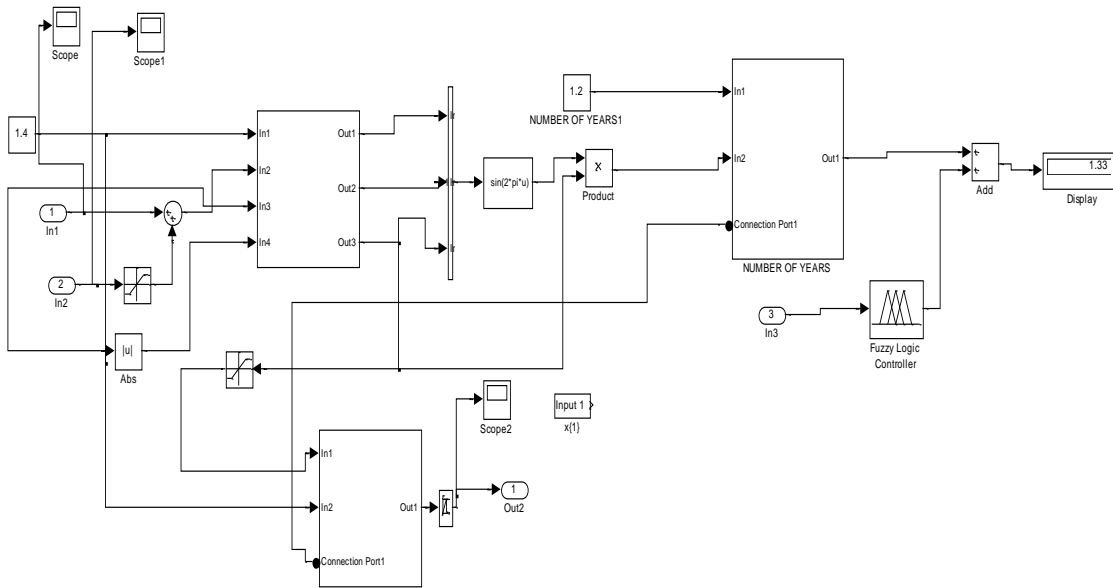 Scope
Scope1
1.4
1
In1
2
In2
|u|
Abs
In1
In2
In3
In4
Out1
Out2
Out3
sin(2*pi*u)
x
Product
1.2
NUMBER OF YEARS1
In1
In2
Out1
Connection Port1
NUMBER OF YEARS
Add
1.33
Display
3
In3
Fuzzy Logic
Controller
Input 1
x{1}
Scope2
In1
In2
Out1
Connection Port1
1
Out2